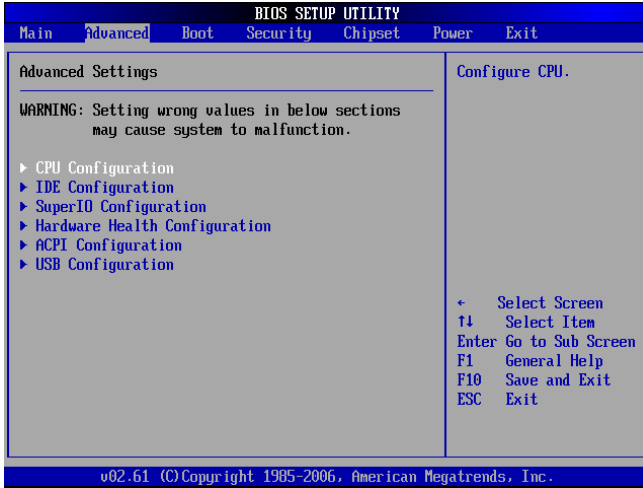 BIOS SETUP UTILITY
Main Advanced Boot Security Chipset Power Exit
Advanced Settings
WARNING: Setting wrong values in below sections
may cause system to malfunction.
▶ CPU Configuration
▶ IDE Configuration
▶ SuperIO Configuration
▶ Hardware Health Configuration
▶ ACPI Configuration
▶ USB Configuration
Configure CPU.
← Select Screen
↑↓ Select Item
Enter Go to Sub Screen
F1 General Help
F10 Save and Exit
ESC Exit
v02.61 (C)Copyright 1985-2006, American Megatrends, Inc.